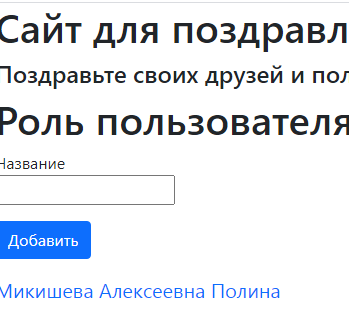 Сайт для поздравл
Поздравьте своих друзей и пол
Роль пользователя
Название
Добавить
Микишева Алексеевна Полина